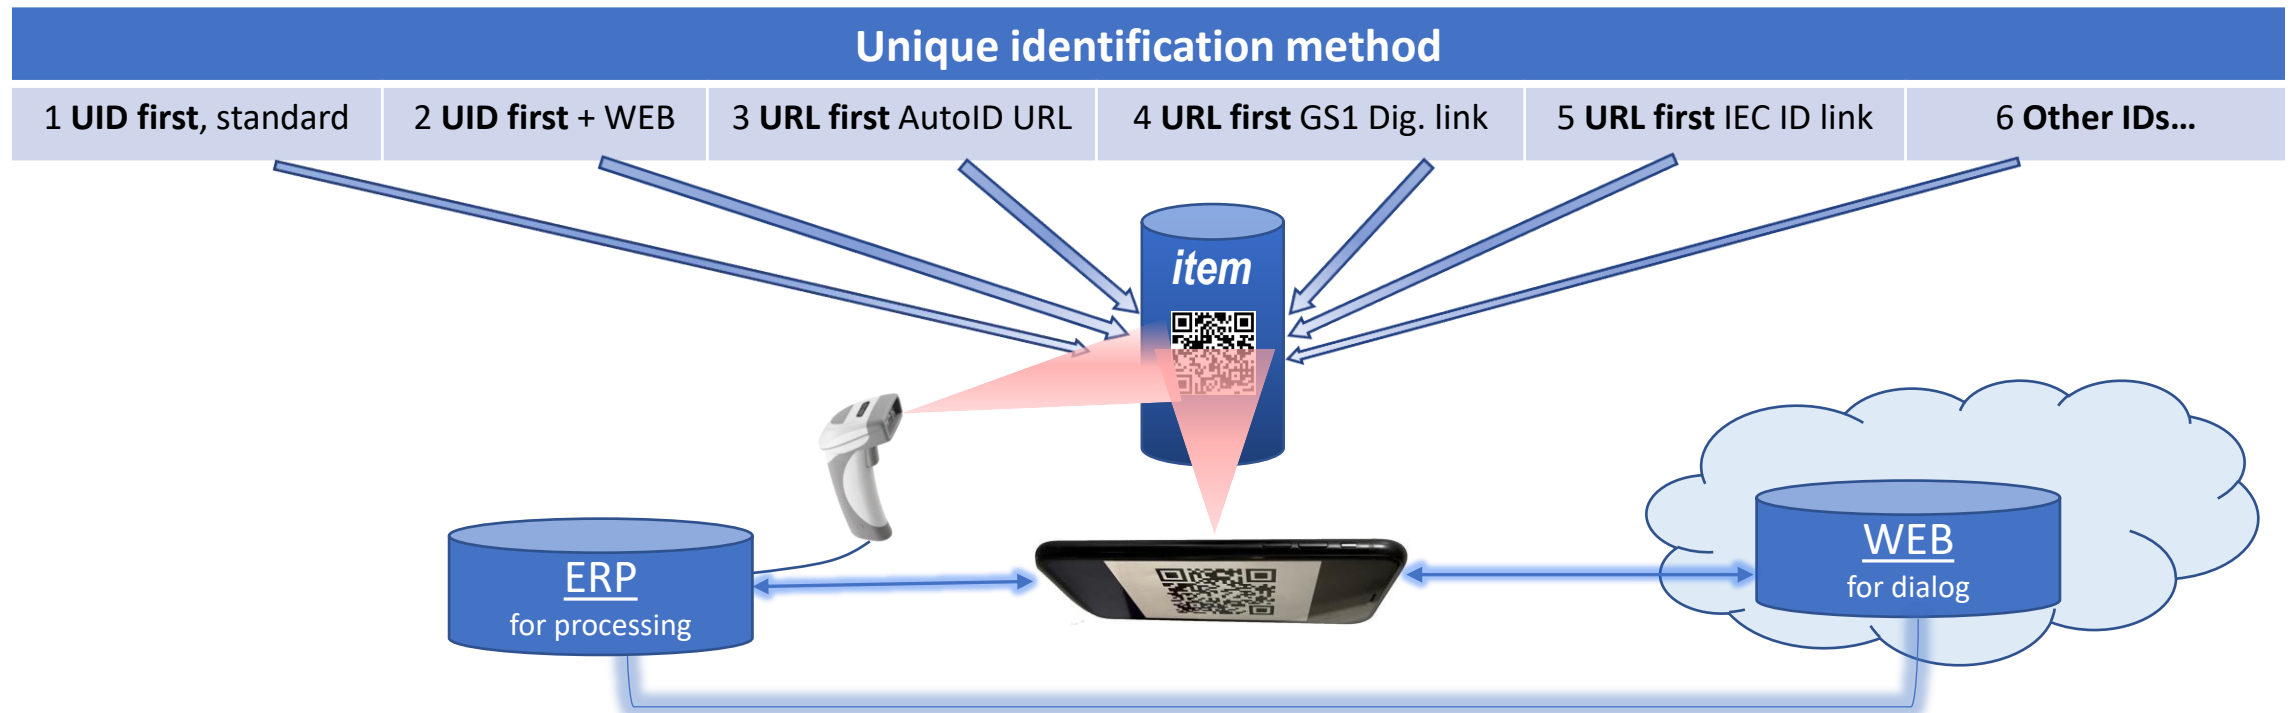 Unique identification method
1 UID first, standard
2 UID first + WEB
3 URL first AutoID URL
4 URL first GS1 Dig. link
5 URL first IEC ID link
6 Other IDs...
item
ERP
for processing
WEB
for dialog